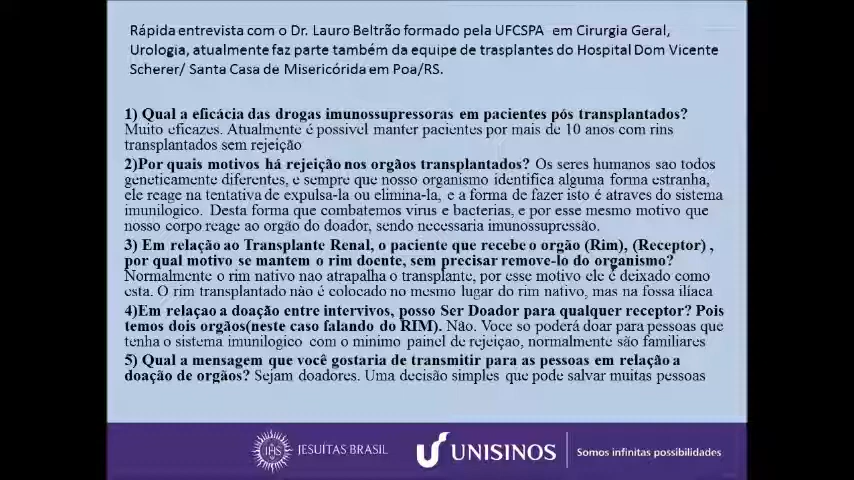 Rápida entrevista com o Dr. Lauro Beltrão formado pela UFCSPA em Cirurgia Geral,
Urologia, atualmente faz parte também da equipe de trasplantes do Hospital Dom Vicente
Scherer/ Santa Casa de Misericórida em Poa/RS.
1) Qual a eficácia das drogas imunossupressoras em pacientes pós transplantados?
Muito eficazes. Atualmente é possivel manter pacientes por mais de 10 anos com rins
transplantados sem rejeição
2)Por quais motivos há rejeição nos orgãos transplantados? Os seres humanos sao todos
geneticamente diferentes, e sempre que nosso organismo identifica alguma forma estranha,
ele reage na tentativa de expulsa-la ou elimina-la, e a forma de fazer isto é atraves do sistema
imunilogico. Desta forma que combatemos virus e bacterias, e por esse mesmo motivo que
nosso corpo reage ao orgão do doador, sendo necessaria imunossupressão.
3) Em relação ao Transplante Renal, o paciente que recebe o orgão (Rim), (Receptor) ,
por qual motivo se mantem o rim doente, sem precisar remove-lo do organismo?
Normalmente o rim nativo nao atrapalha o transplante, por esse motivo ele é deixado como
esta. O rim transplantado não é colocado no mesmo lugar do rim nativo, mas na fossa ilíaca
4)Em relaçao a doação entre intervivos, posso Ser Doador para qualquer receptor? Pois
temos dois orgãos(neste caso falando do RIM). Não. Voce so poderá doar para pessoas que
tenha o sistema imunilogico com o minimo painel de rejeiçao, normalmente são familiares
5) Qual a mensagem que você gostaria de transmitir para as pessoas em relação a
doação de orgãos? Sejam doadores. Uma decisão simples que pode salvar muitas pessoas
IHS JESUÍTAS BRASIL UNISINOS Somos infinitas possibilidades